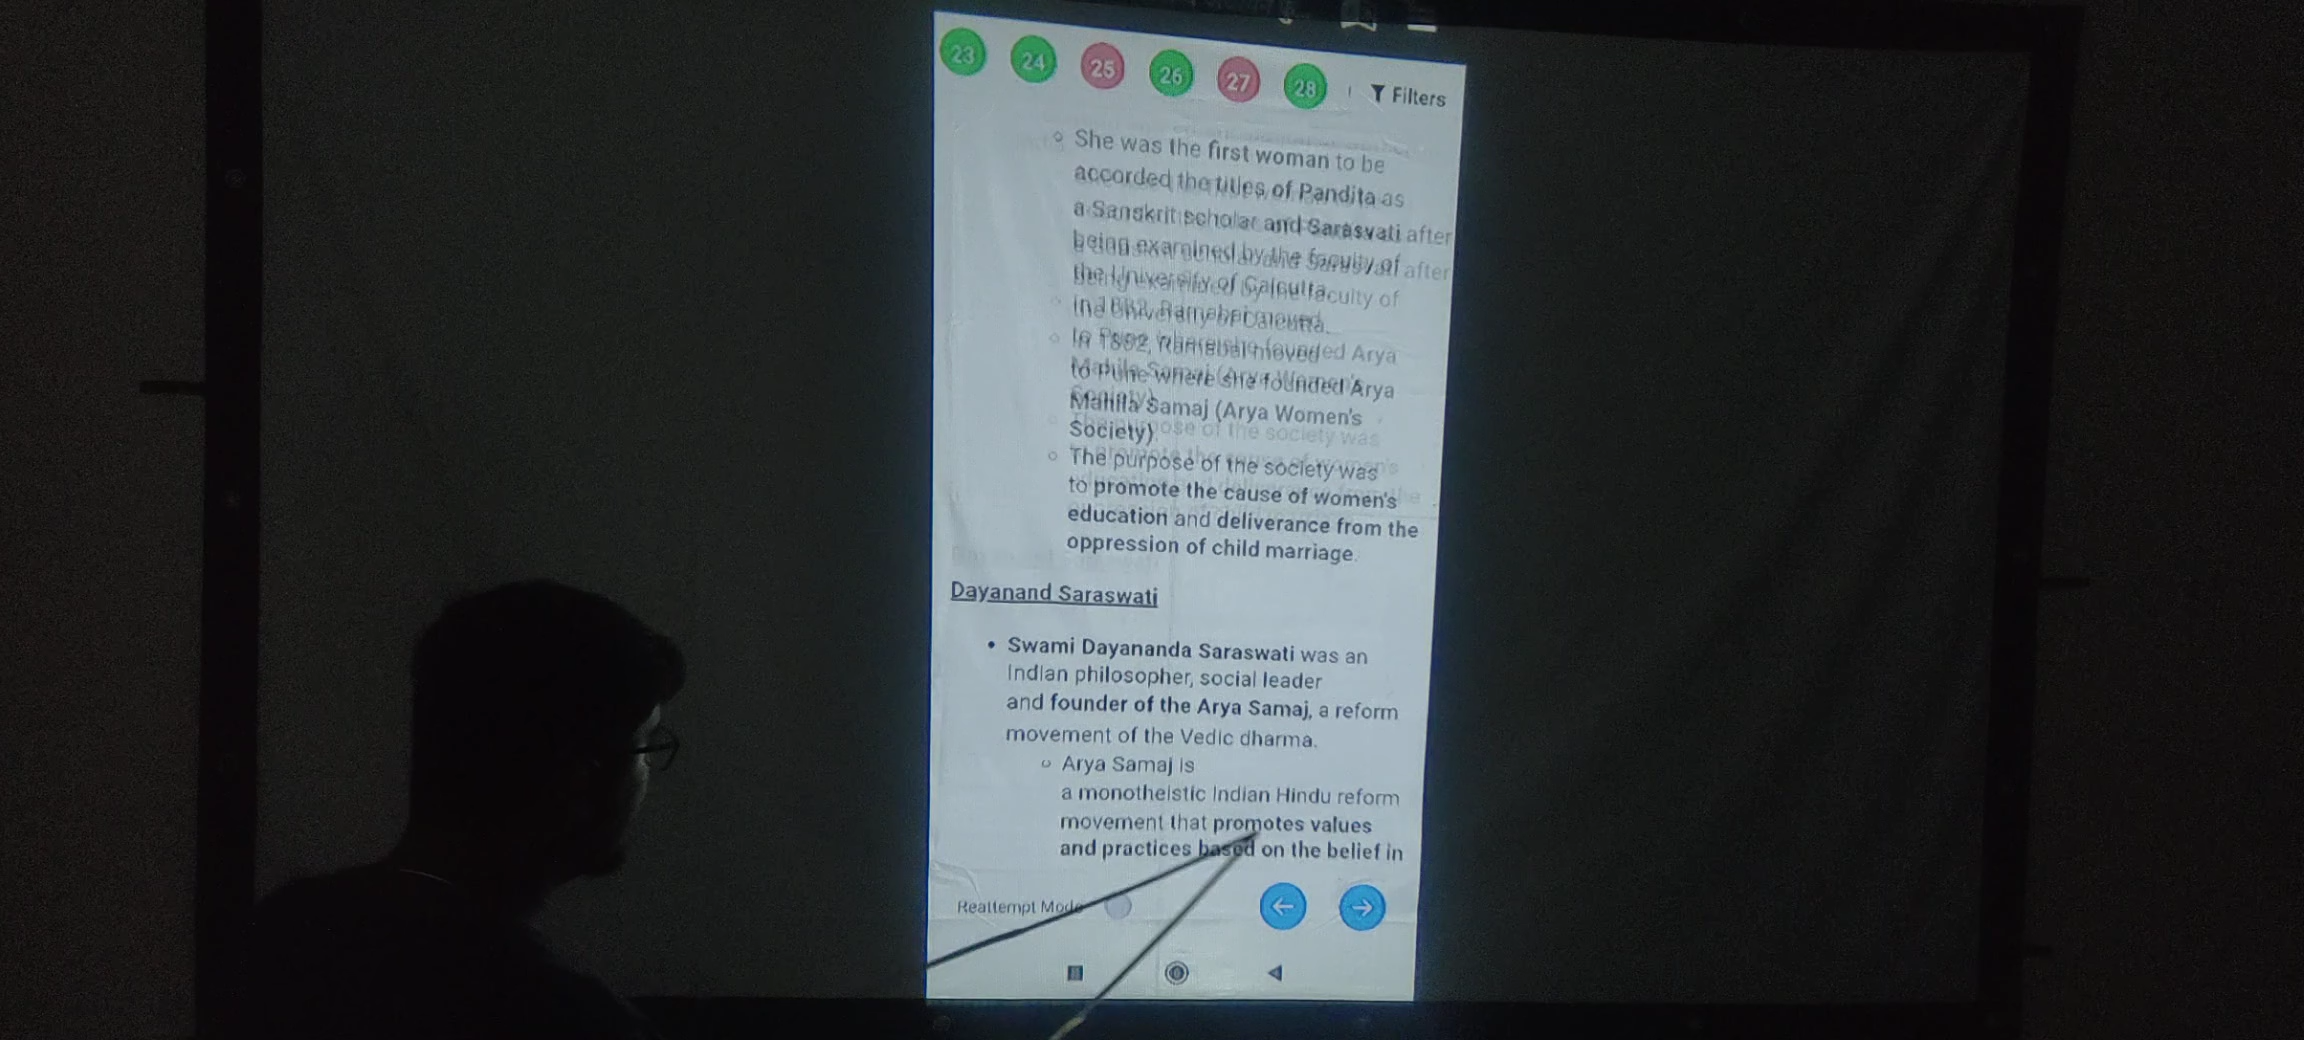 23 24 25 26 27 28 Filters
She was the first woman to be
accorded the titles of Pandita as
a Sanskrit scholar and Sarasvati after
being examined by the faculty of
the University of Calcutta.
In 1882, Ramabai moved
to Pune where she founded Arya
Mahila Samaj (Arya Women's
Society)
The purpose of the society was
to promote the cause of women's
education and deliverance from the
oppression of child marriage.
Dayanand Saraswati
Swami Dayananda Saraswati was an
Indian philosopher, social leader
and founder of the Arya Samaj, a reform
movement of the Vedic dharma.
Arya Samaj is
a monotheistic Indian Hindu reform
movement that promotes values
and practices based on the belief in
Reattempt Mode